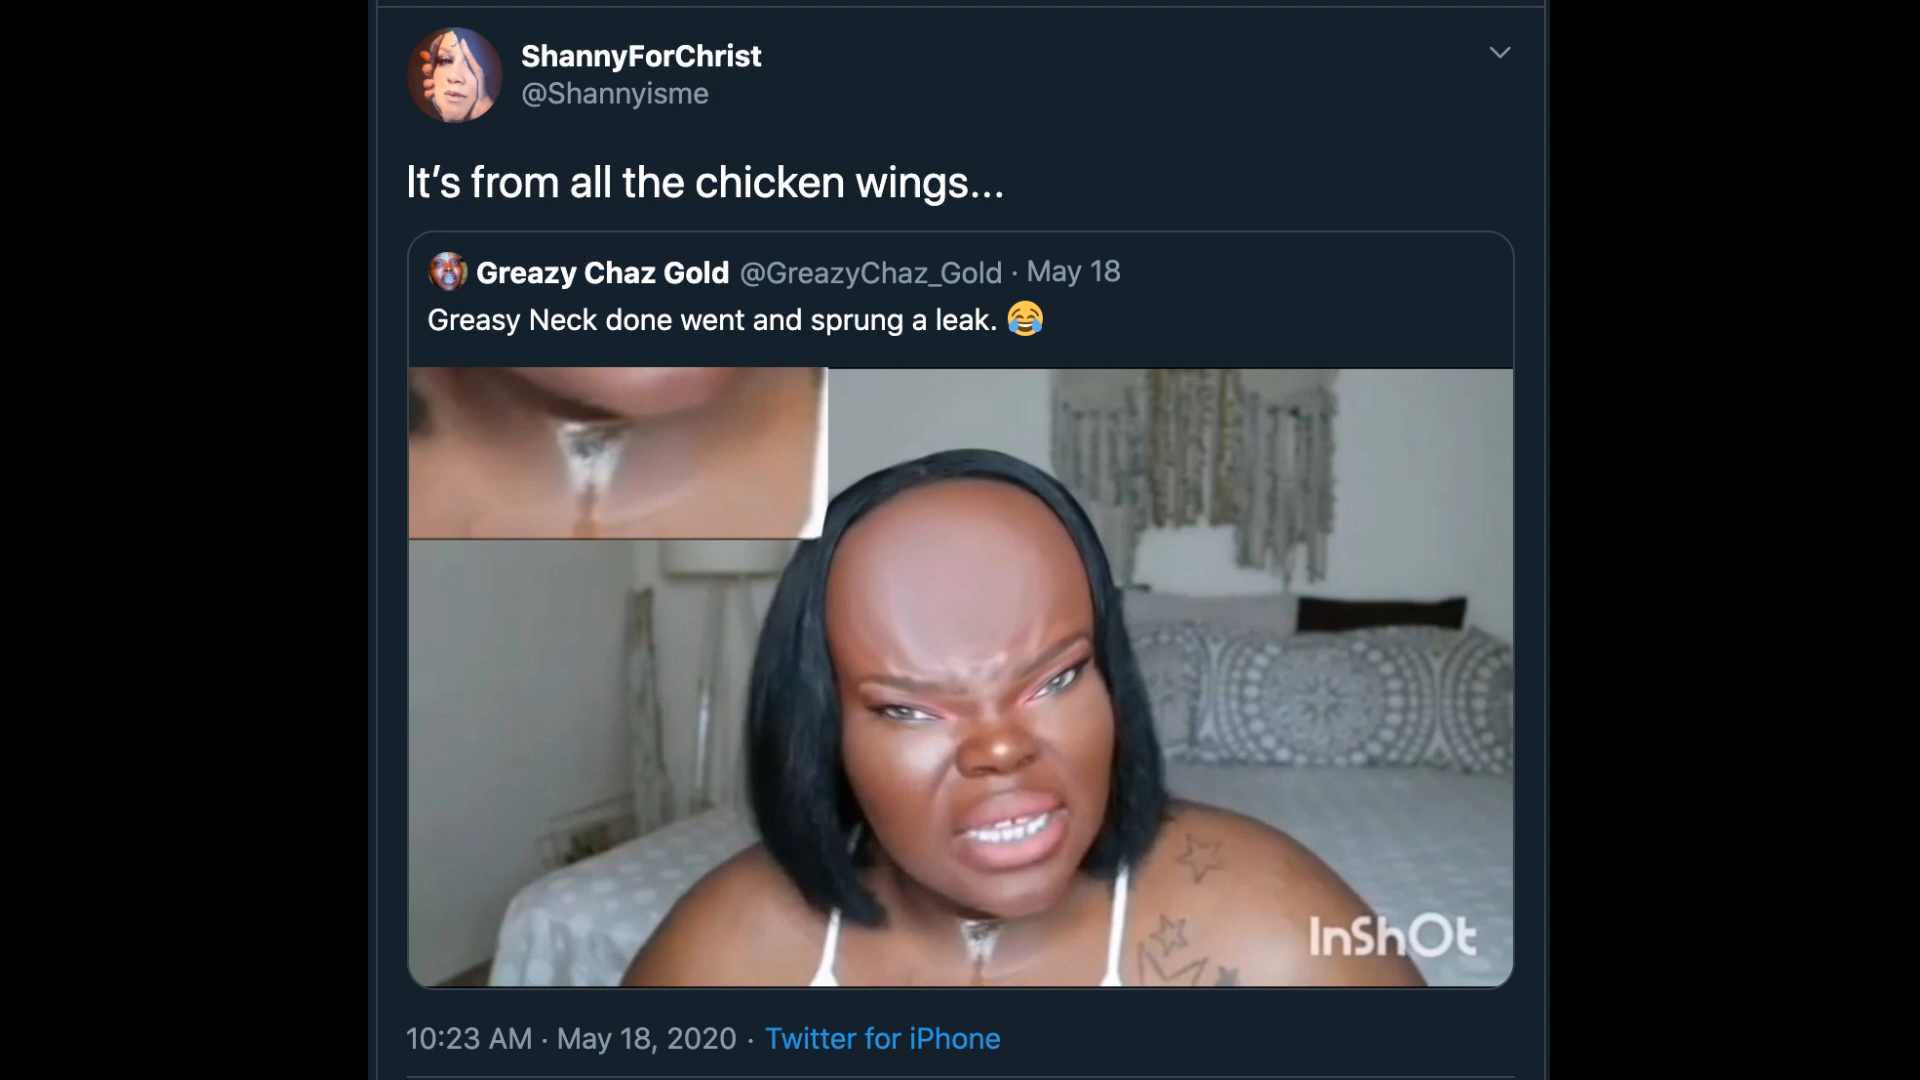 ShannyForChrist
@Shannyisme
It’s from all the chicken wings...
Greazy Chaz Gold @GreazyChaz_Gold · May 18
Greasy Neck done went and sprung a leak. 😂
InShOt
10:23 AM · May 18, 2020 · Twitter for iPhone